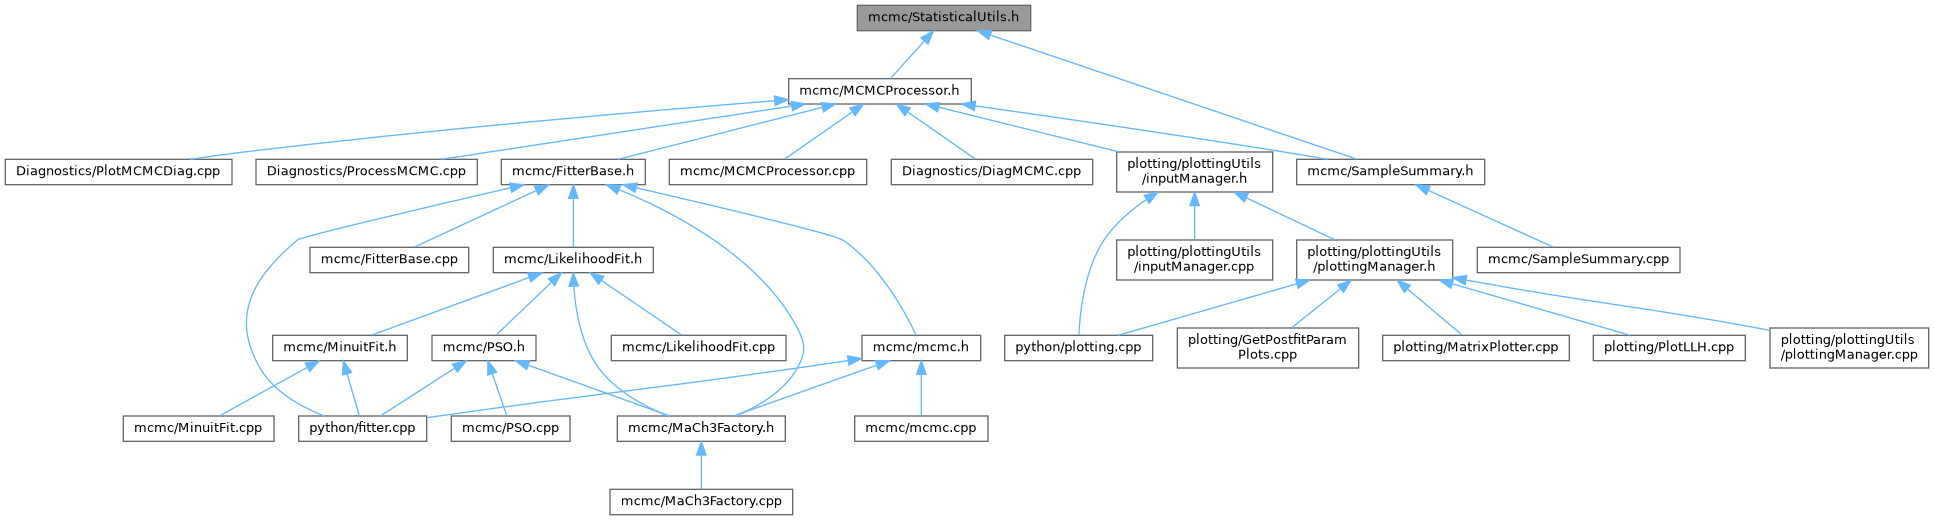 mcmc/StatisticalUtils.h
mcmc/MCMCProcessor.h
Diagnostics/PlotMCMCDiag.cpp
Diagnostics/ProcessMCMC.cpp
mcmc/FitterBase.h
mcmc/MCMCProcessor.cpp
Diagnostics/DiagMCMC.cpp
plotting/plottingUtils
/inputManager.h
mcmc/SampleSummary.h
mcmc/FitterBase.cpp
mcmc/LikelihoodFit.h
plotting/plottingUtils
/inputManager.cpp
plotting/plottingUtils
/plottingManager.h
mcmc/SampleSummary.cpp
mcmc/MinuitFit.h
mcmc/PSO.h
mcmc/LikelihoodFit.cpp
mcmc/mcmc.h
python/plotting.cpp
plotting/GetPostfitParam
Plots.cpp
plotting/MatrixPlotter.cpp
plotting/PlotLLH.cpp
plotting/plottingUtils
/plottingManager.cpp
mcmc/MinuitFit.cpp
python/fitter.cpp
mcmc/PSO.cpp
mcmc/MaCh3Factory.h
mcmc/mcmc.cpp
mcmc/MaCh3Factory.cpp